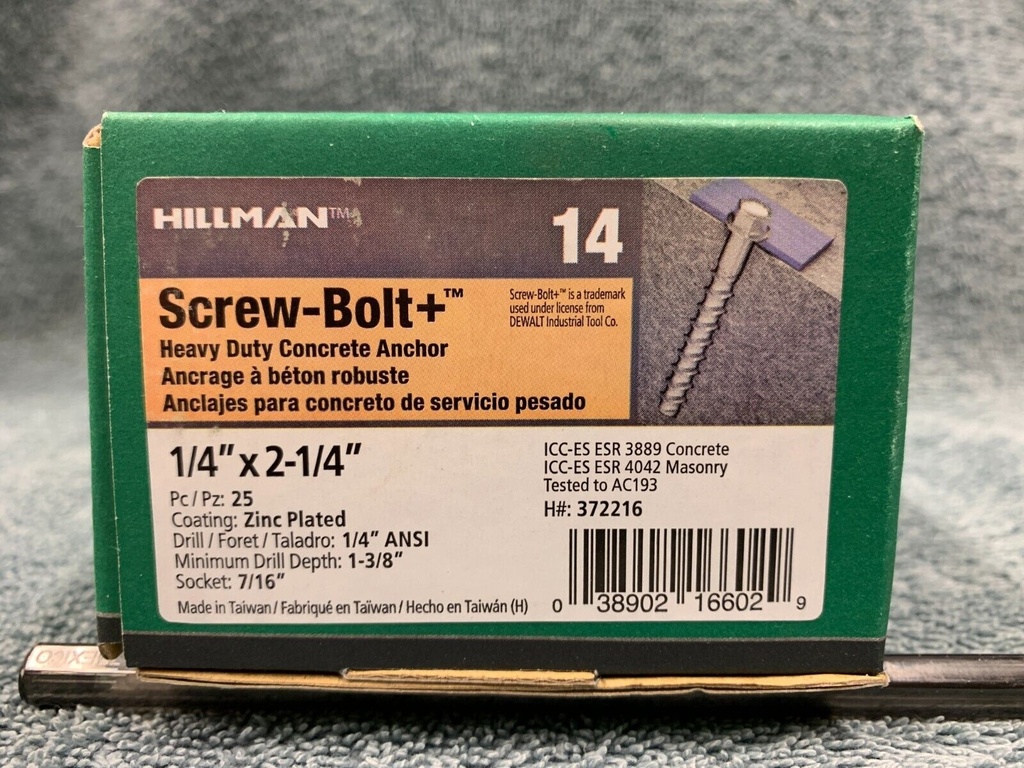 HILLMAN™
14
Screw-Bolt+™
Screw-Bolt+™ is a trademark
used under license from
DEWALT Industrial Tool Co.
Heavy Duty Concrete Anchor
Ancrage à béton robuste
Anclajes para concreto de servicio pesado
1/4" x 2-1/4"
Pc / Pz: 25
Coating: Zinc Plated
Drill / Foret / Taladro: 1/4" ANSI
Minimum Drill Depth: 1-3/8"
Socket: 7/16"
Made in Taiwan / Fabriqué en Taïwan / Hecho en Taiwán (H)
ICC-ES ESR 3889 Concrete
ICC-ES ESR 4042 Masonry
Tested to AC193
H#: 372216
0 38902 16602 9